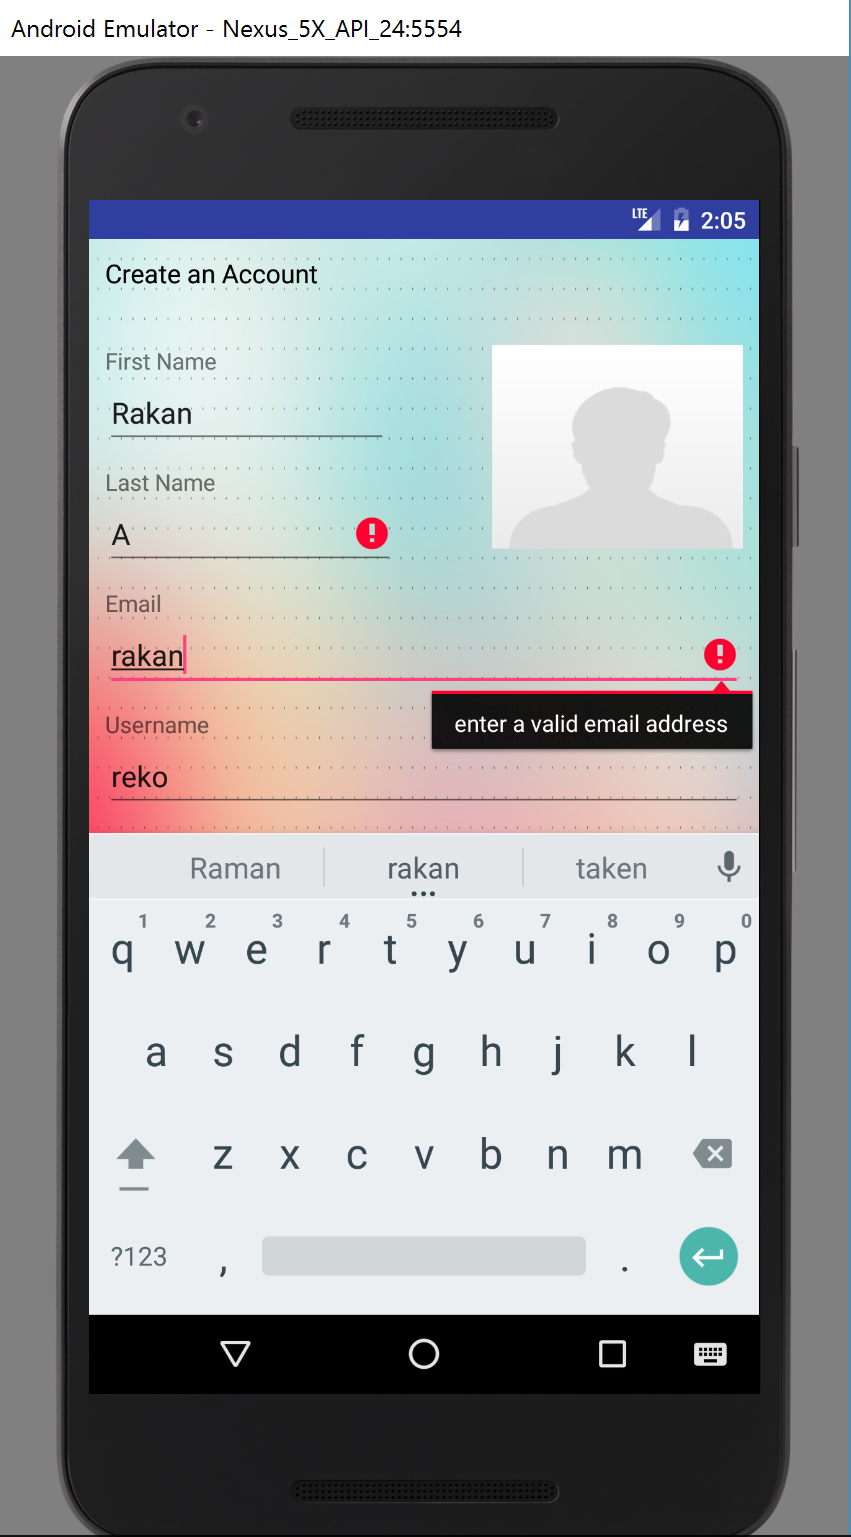 Android Emulator - Nexus_5X_API_24:5554
LTE 2:05
Create an Account
First Name
Rakan
Last Name
A
Email
rakan
enter a valid email address
Username
reko
Raman rakan taken
1 2 3 4 5 6 7 8 9 0
q w e r t y u i o p
a s d f g h j k l
z x c v b n m
?123 , .